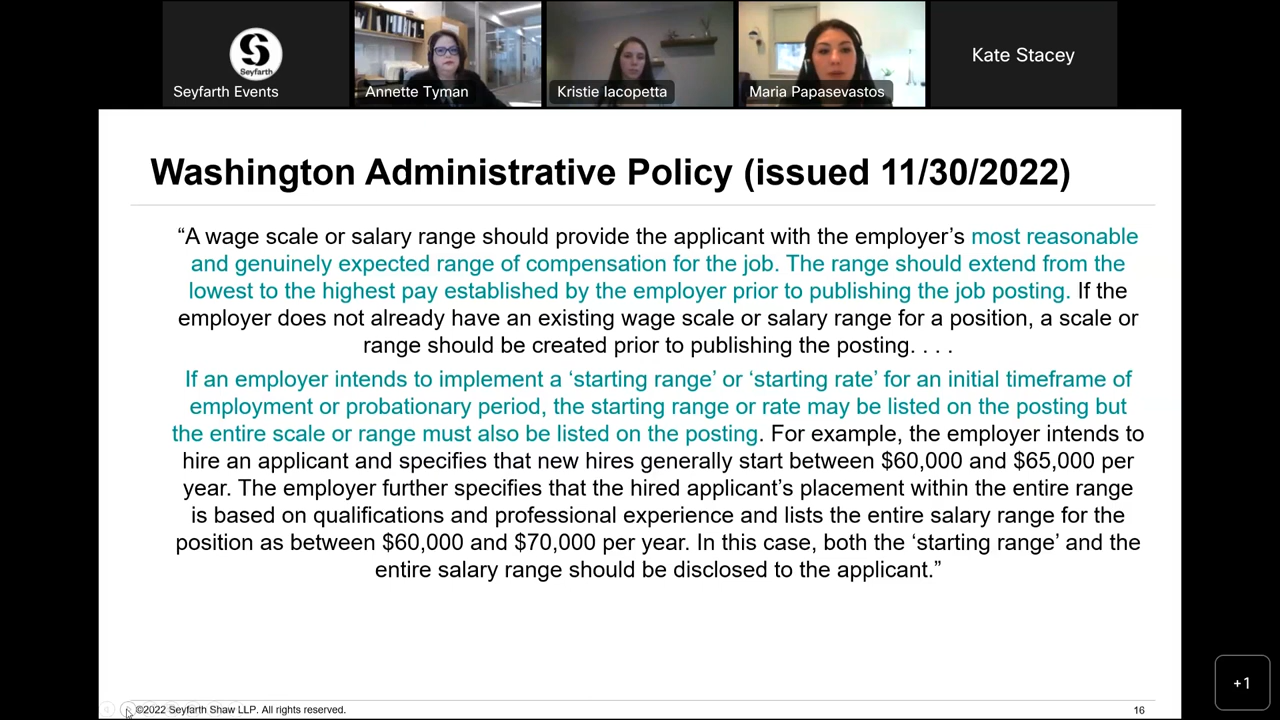 Seyfarth
Seyfarth Events
Annette Tyman
Kristie Iacopetta
Maria Papasevastos
Kate Stacey
Washington Administrative Policy (issued 11/30/2022)
“A wage scale or salary range should provide the applicant with the employer’s most reasonable
and genuinely expected range of compensation for the job. The range should extend from the
lowest to the highest pay established by the employer prior to publishing the job posting. If the
employer does not already have an existing wage scale or salary range for a position, a scale or
range should be created prior to publishing the posting. . . .
If an employer intends to implement a ‘starting range’ or ‘starting rate’ for an initial timeframe of
employment or probationary period, the starting range or rate may be listed on the posting but
the entire scale or range must also be listed on the posting. For example, the employer intends to
hire an applicant and specifies that new hires generally start between $60,000 and $65,000 per
year. The employer further specifies that the hired applicant’s placement within the entire range
is based on qualifications and professional experience and lists the entire salary range for the
position as between $60,000 and $70,000 per year. In this case, both the ‘starting range’ and the
entire salary range should be disclosed to the applicant.”
+1
©2022 Seyfarth Shaw LLP. All rights reserved.
16